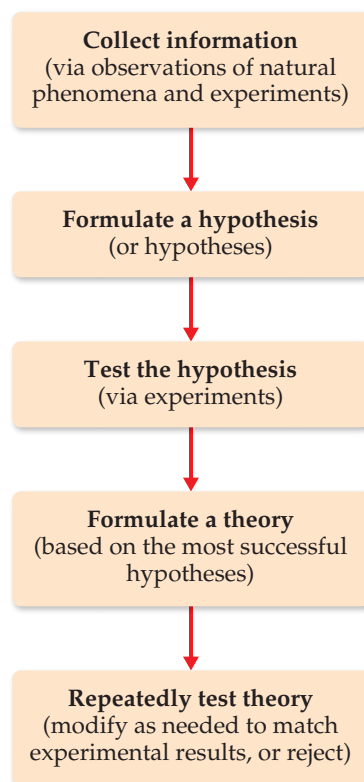 Collect information
(via observations of natural
phenomena and experiments)
Formulate a hypothesis
(or hypotheses)
Test the hypothesis
(via experiments)
Formulate a theory
(based on the most successful
hypotheses)
Repeatedly test theory
(modify as needed to match
experimental results, or reject)